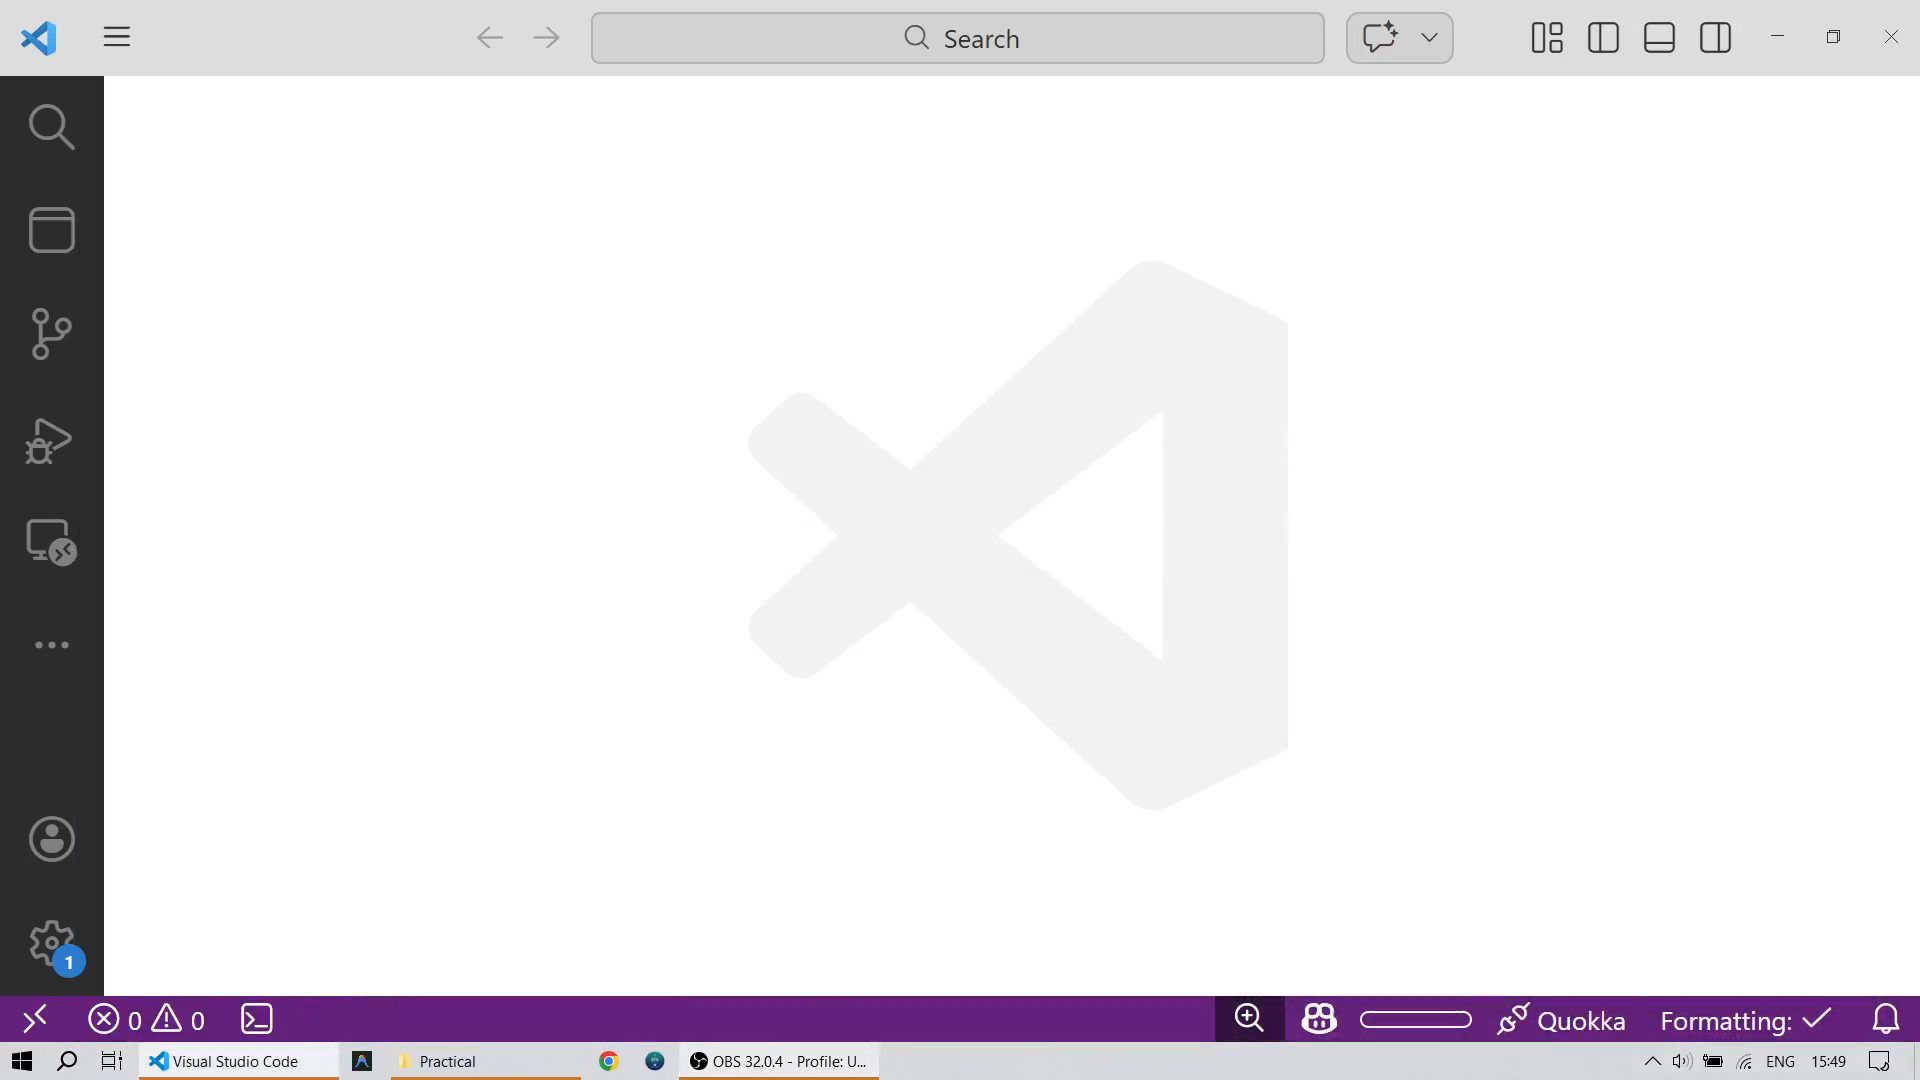 Search
1
0 0
Quokka
Formatting:
Visual Studio Code
Practical
OBS 32.0.4 - Profile: U...
ENG
15:49